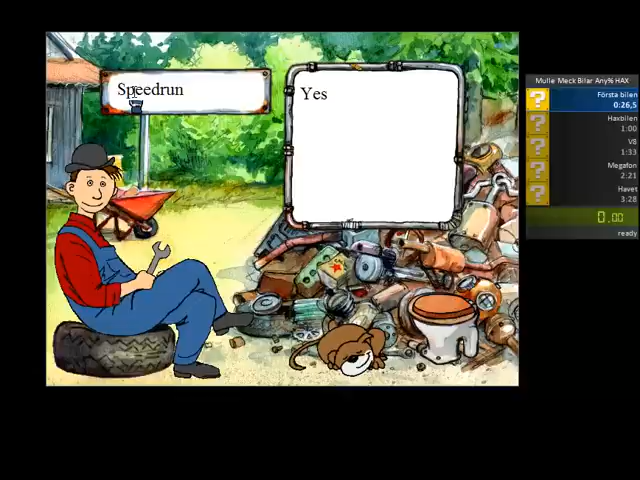 Speedrun
Yes
Mulle Meck Bilar Any% HAX
Första bilen
0:26,5
Haxbilen
1:00
V8
1:33
Megafon
2:21
Havet
3:28
0.00
ready